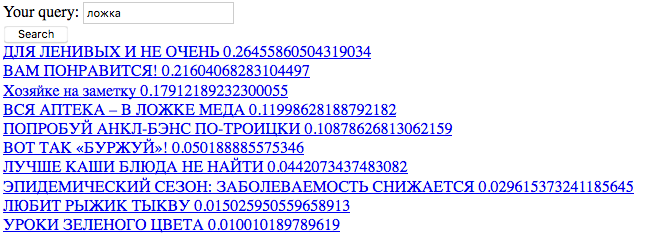 Your query: ложка
Search
ДЛЯ ЛЕНИВЫХ И НЕ ОЧЕНЬ 0.26455860504319034
ВАМ ПОНРАВИТСЯ! 0.21604068283104497
Хозяйке на заметку 0.17912189232300055
ВСЯ АПТЕКА – В ЛОЖКЕ МЕДА 0.11998628188792182
ПОПРОБУЙ АНКЛ-БЭНС ПО-ТРОИЦКИ 0.10878626813062159
ВОТ ТАК «БУРЖУЙ»! 0.050188885575346
ЛУЧШЕ КАШИ БЛЮДА НЕ НАЙТИ 0.0442073437483082
ЭПИДЕМИЧЕСКИЙ СЕЗОН: ЗАБОЛЕВАЕМОСТЬ СНИЖАЕТСЯ 0.029615373241185645
ЛЮБИТ РЫЖИК ТЫКВУ 0.015025950559658913
УРОКИ ЗЕЛЕНОГО ЦВЕТА 0.010010189789619